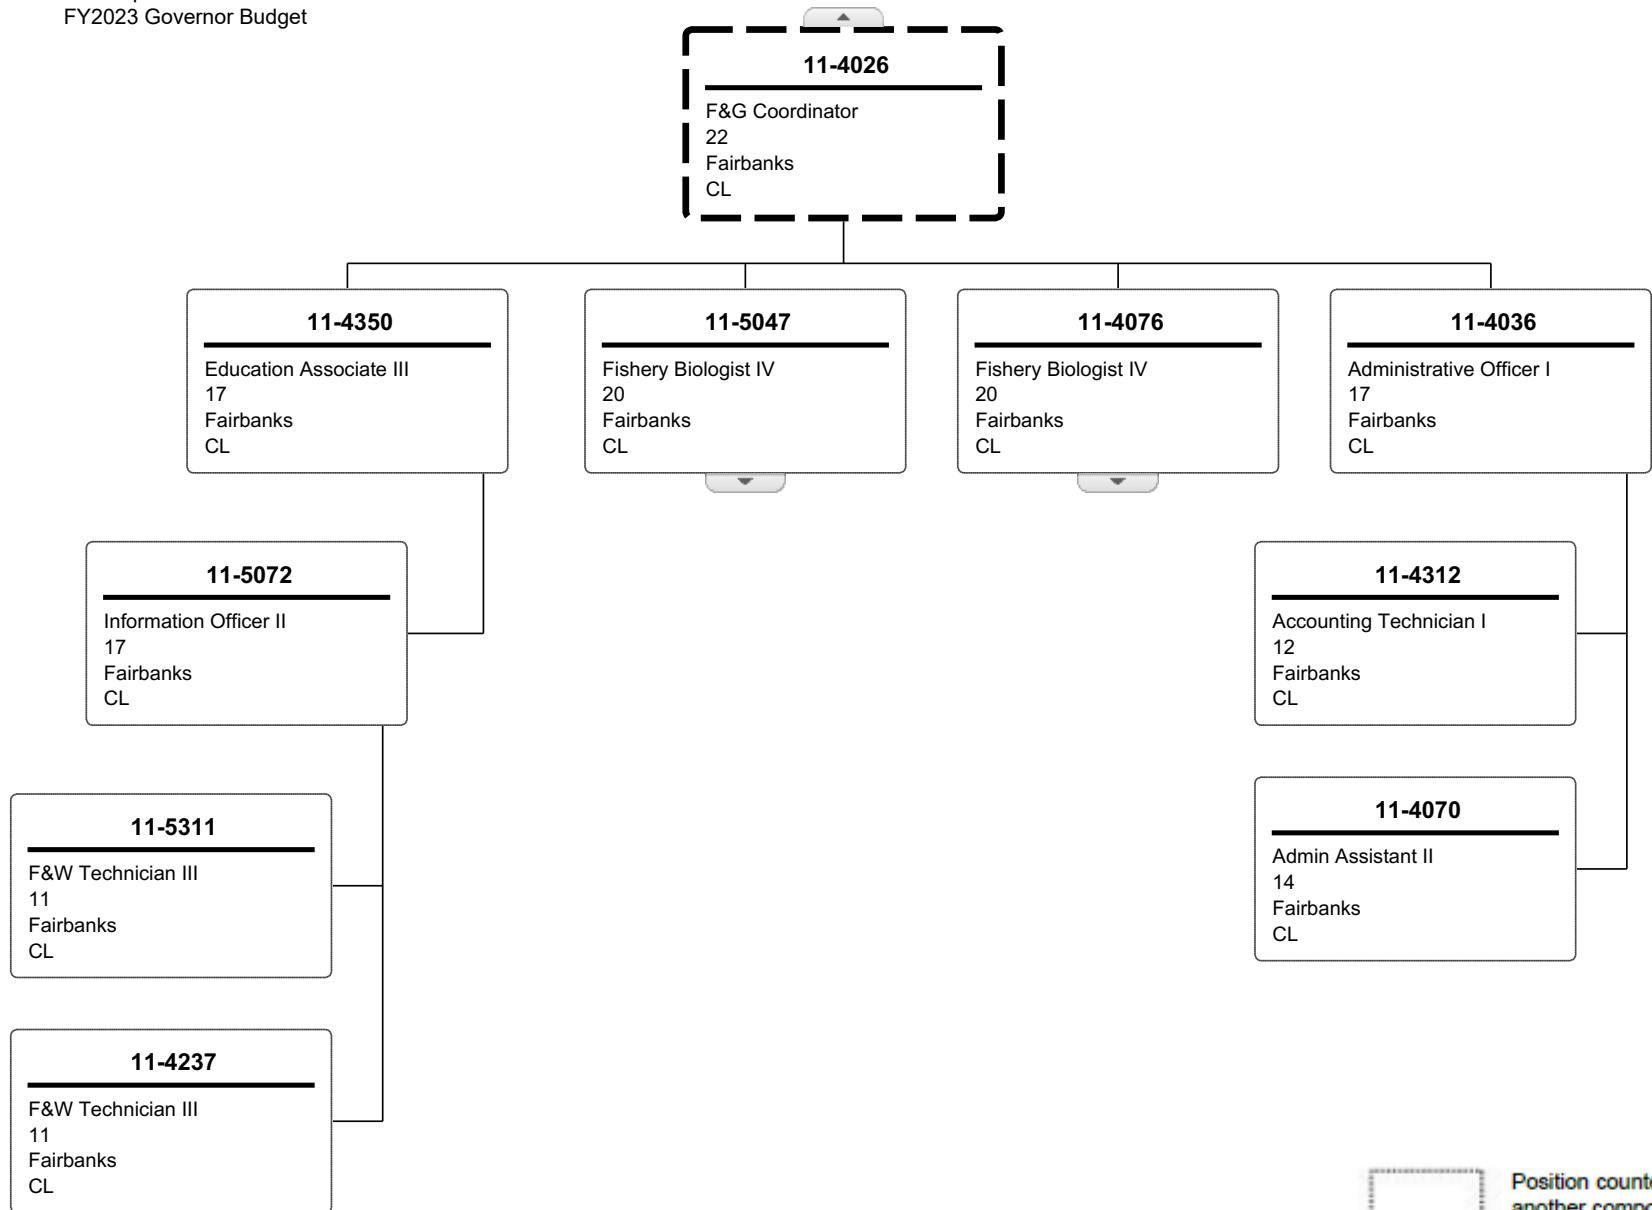 FY2023 Governor Budget
11-4026
F&G Coordinator
22
Fairbanks
CL
11-4350
Education Associate III
17
Fairbanks
CL
11-5047
Fishery Biologist IV
20
Fairbanks
CL
11-4076
Fishery Biologist IV
20
Fairbanks
CL
11-4036
Administrative Officer I
17
Fairbanks
CL
11-5072
Information Officer II
17
Fairbanks
CL
11-4312
Accounting Technician I
12
Fairbanks
CL
11-5311
F&W Technician III
11
Fairbanks
CL
11-4070
Admin Assistant II
14
Fairbanks
CL
11-4237
F&W Technician III
11
Fairbanks
CL
Position counte
another